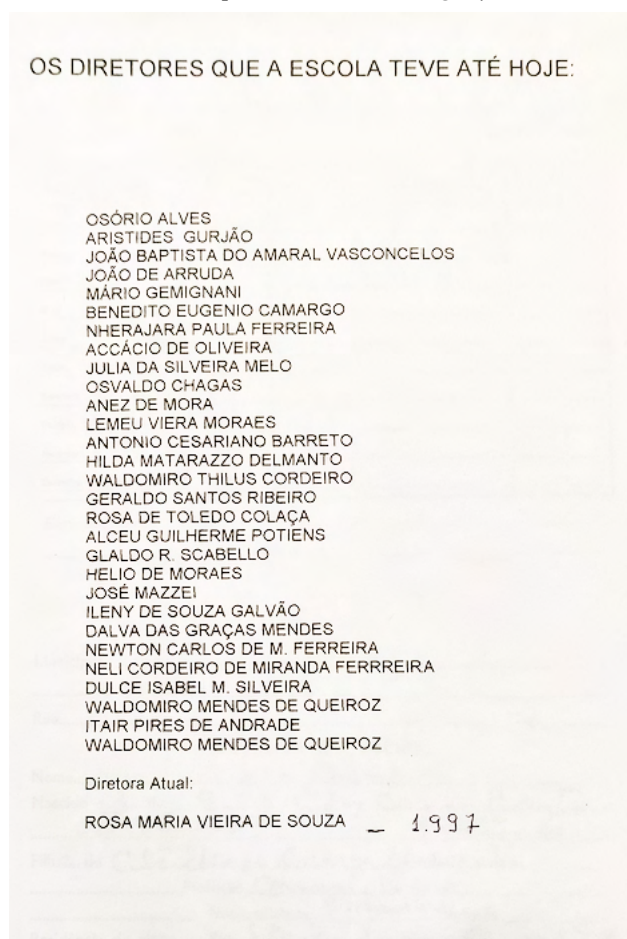 OS DIRETORES QUE A ESCOLA TEVE ATÉ HOJE:
OSÓRIO ALVES
ARISTIDES GURJÃO
JOÃO BAPTISTA DO AMARAL VASCONCELOS
JOÃO DE ARRUDA
MÁRIO GEMIGNANI
BENEDITO EUGENIO CAMARGO
NHERAJARA PAULA FERREIRA
ACCÁCIO DE OLIVEIRA
JULIA DA SILVEIRA MELO
OSVALDO CHAGAS
ANEZ DE MORA
LEMEU VIERA MORAES
ANTONIO CESARIANO BARRETO
HILDA MATARAZZO DELMANTO
WALDOMIRO THILUS CORDEIRO
GERALDO SANTOS RIBEIRO
ROSA DE TOLEDO COLAÇA
ALCEU GUILHERME POTIENS
GLALDO R. SCABELLO
HELIO DE MORAES
JOSÉ MAZZEI
ILENY DE SOUZA GALVÃO
DALVA DAS GRAÇAS MENDES
NEWTON CARLOS DE M. FERREIRA
NELI CORDEIRO DE MIRANDA FERRREIRA
DULCE ISABEL M. SILVEIRA
WALDOMIRO MENDES DE QUEIROZ
ITAIR PIRES DE ANDRADE
WALDOMIRO MENDES DE QUEIROZ
Diretora Atual:
ROSA MARIA VIEIRA DE SOUZA _ 1.997